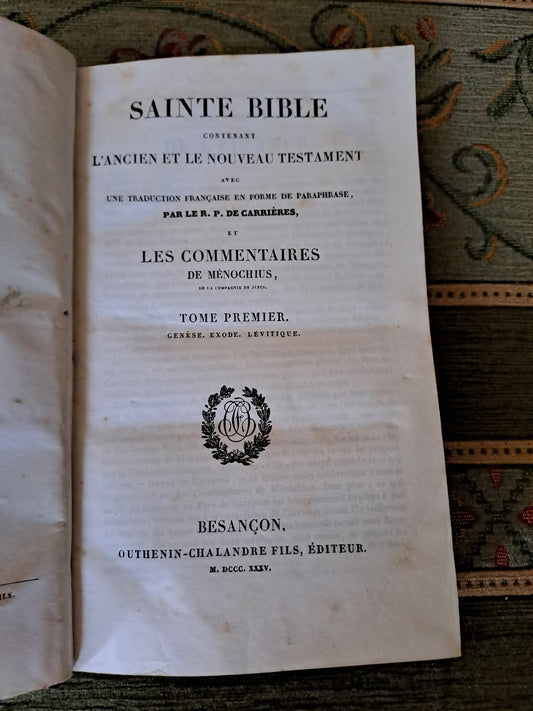 SAINTE BIBLE
CONTENANT
L'ANCIEN ET LE NOUVEAU TESTAMENT
AVEC
UNE TRADUCTION FRANÇAISE EN FORME DE PARAPHRASE,
PAR LE R. P. DE CARRIÈRES,
ET
LES COMMENTAIRES
DE MÉNOCHIUS,
DE LA COMPAGNIE DE JÉSUS.
TOME PREMIER.
GENÈSE. EXODE. LÉVITIQUE.
BESANÇON,
OUTHENIN-CHALANDRE FILS, ÉDITEUR.
M. DCCC. XXXV.